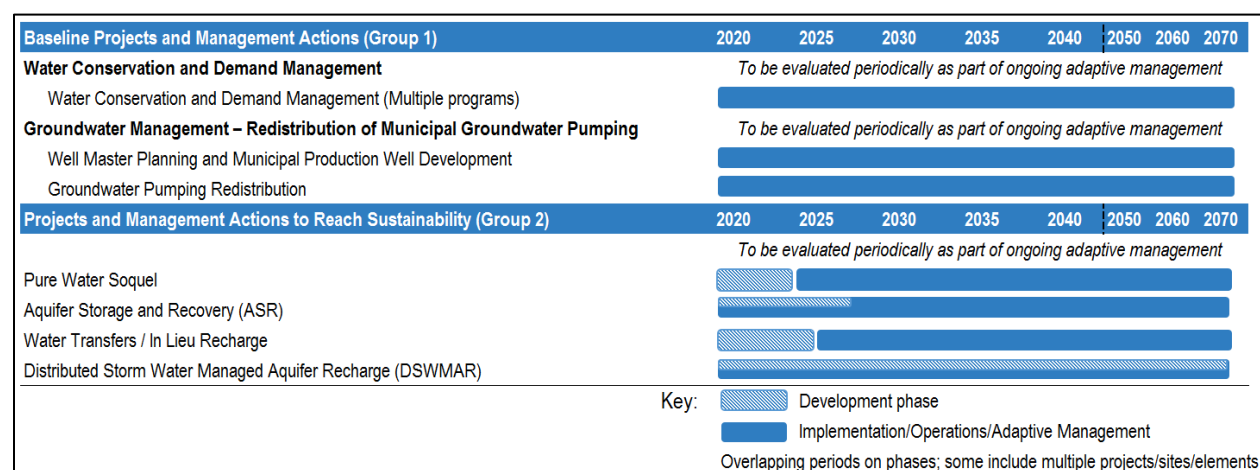 Baseline Projects and Management Actions (Group 1) 2020 2025 2030 2035 2040 2050 2060 2070
Water Conservation and Demand Management To be evaluated periodically as part of ongoing adaptive management
Water Conservation and Demand Management (Multiple programs)
Groundwater Management – Redistribution of Municipal Groundwater Pumping To be evaluated periodically as part of ongoing adaptive management
Well Master Planning and Municipal Production Well Development
Groundwater Pumping Redistribution
Projects and Management Actions to Reach Sustainability (Group 2) 2020 2025 2030 2035 2040 2050 2060 2070
To be evaluated periodically as part of ongoing adaptive management
Pure Water Soquel
Aquifer Storage and Recovery (ASR)
Water Transfers / In Lieu Recharge
Distributed Storm Water Managed Aquifer Recharge (DSWMAR)
Key: Development phase
Implementation/Operations/Adaptive Management
Overlapping periods on phases; some include multiple projects/sites/elements